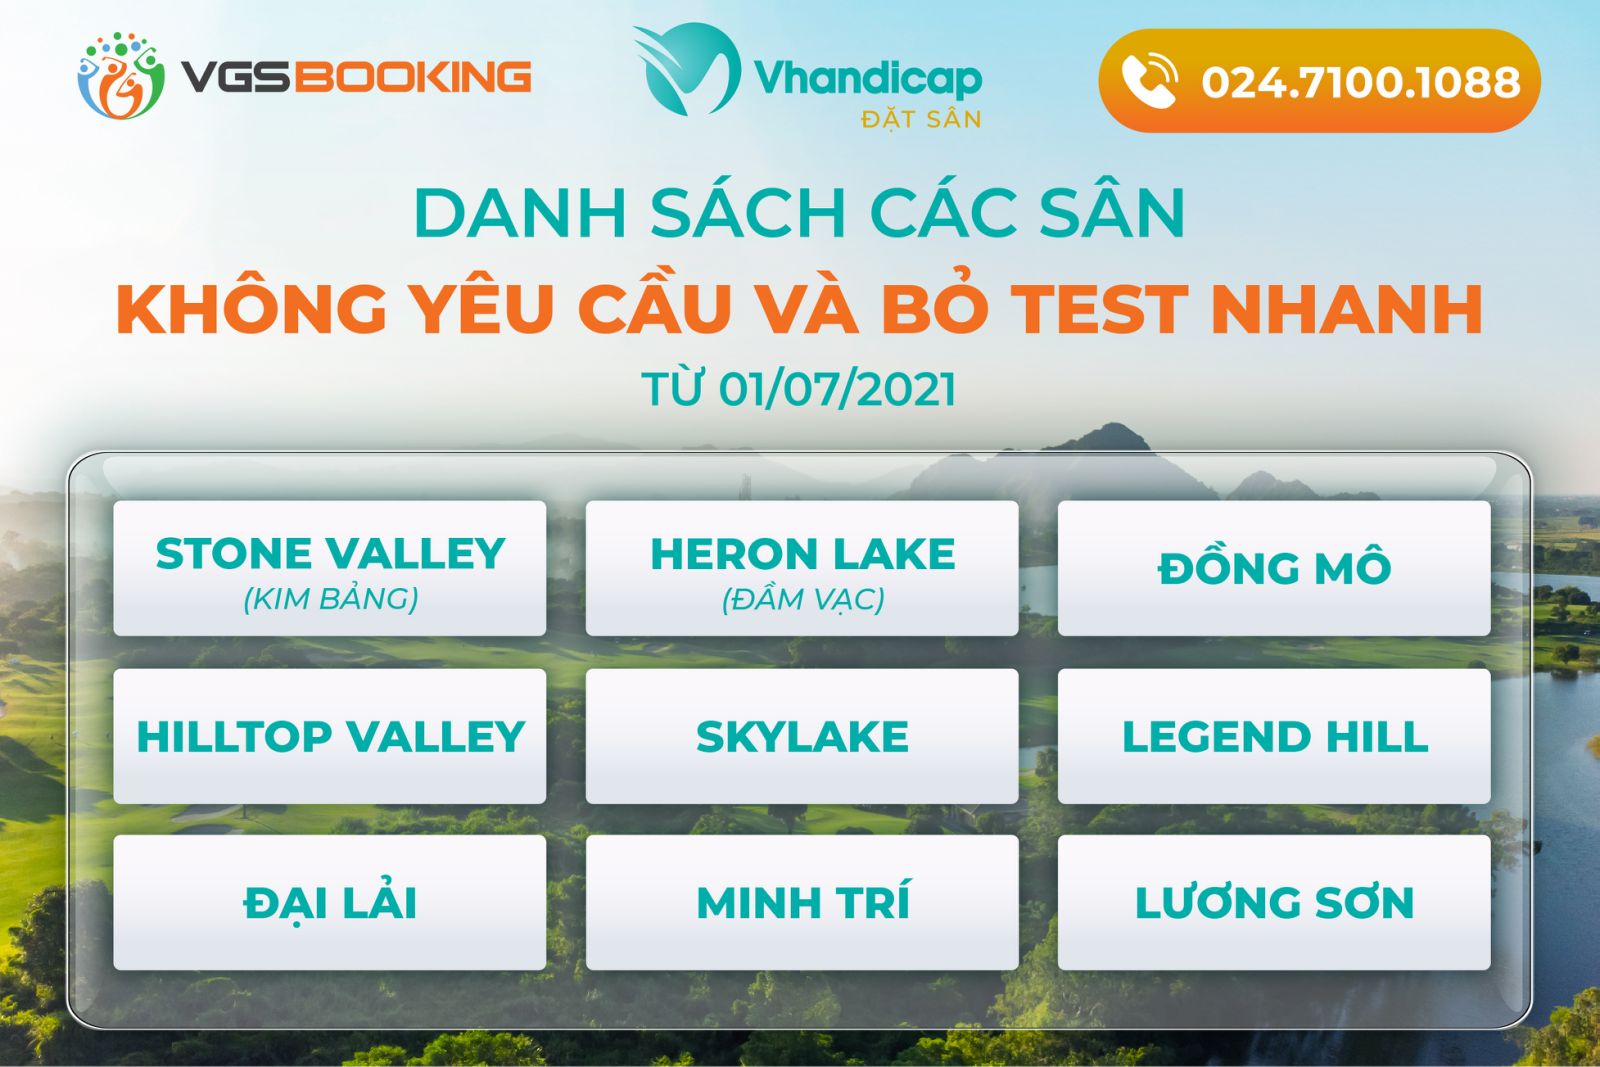 VGSBOOKING
Vhandicap
ĐẶT SÂN
024.7100.1088
DANH SÁCH CÁC SÂN
KHÔNG YÊU CẦU VÀ BỎ TEST NHANH
TỪ 01/07/2021
STONE VALLEY
(KIM BẢNG)
HERON LAKE
(ĐẦM VẠC)
ĐỒNG MÔ
HILLTOP VALLEY
SKYLAKE
LEGEND HILL
ĐẠI LẢI
MINH TRÍ
LƯƠNG SƠN